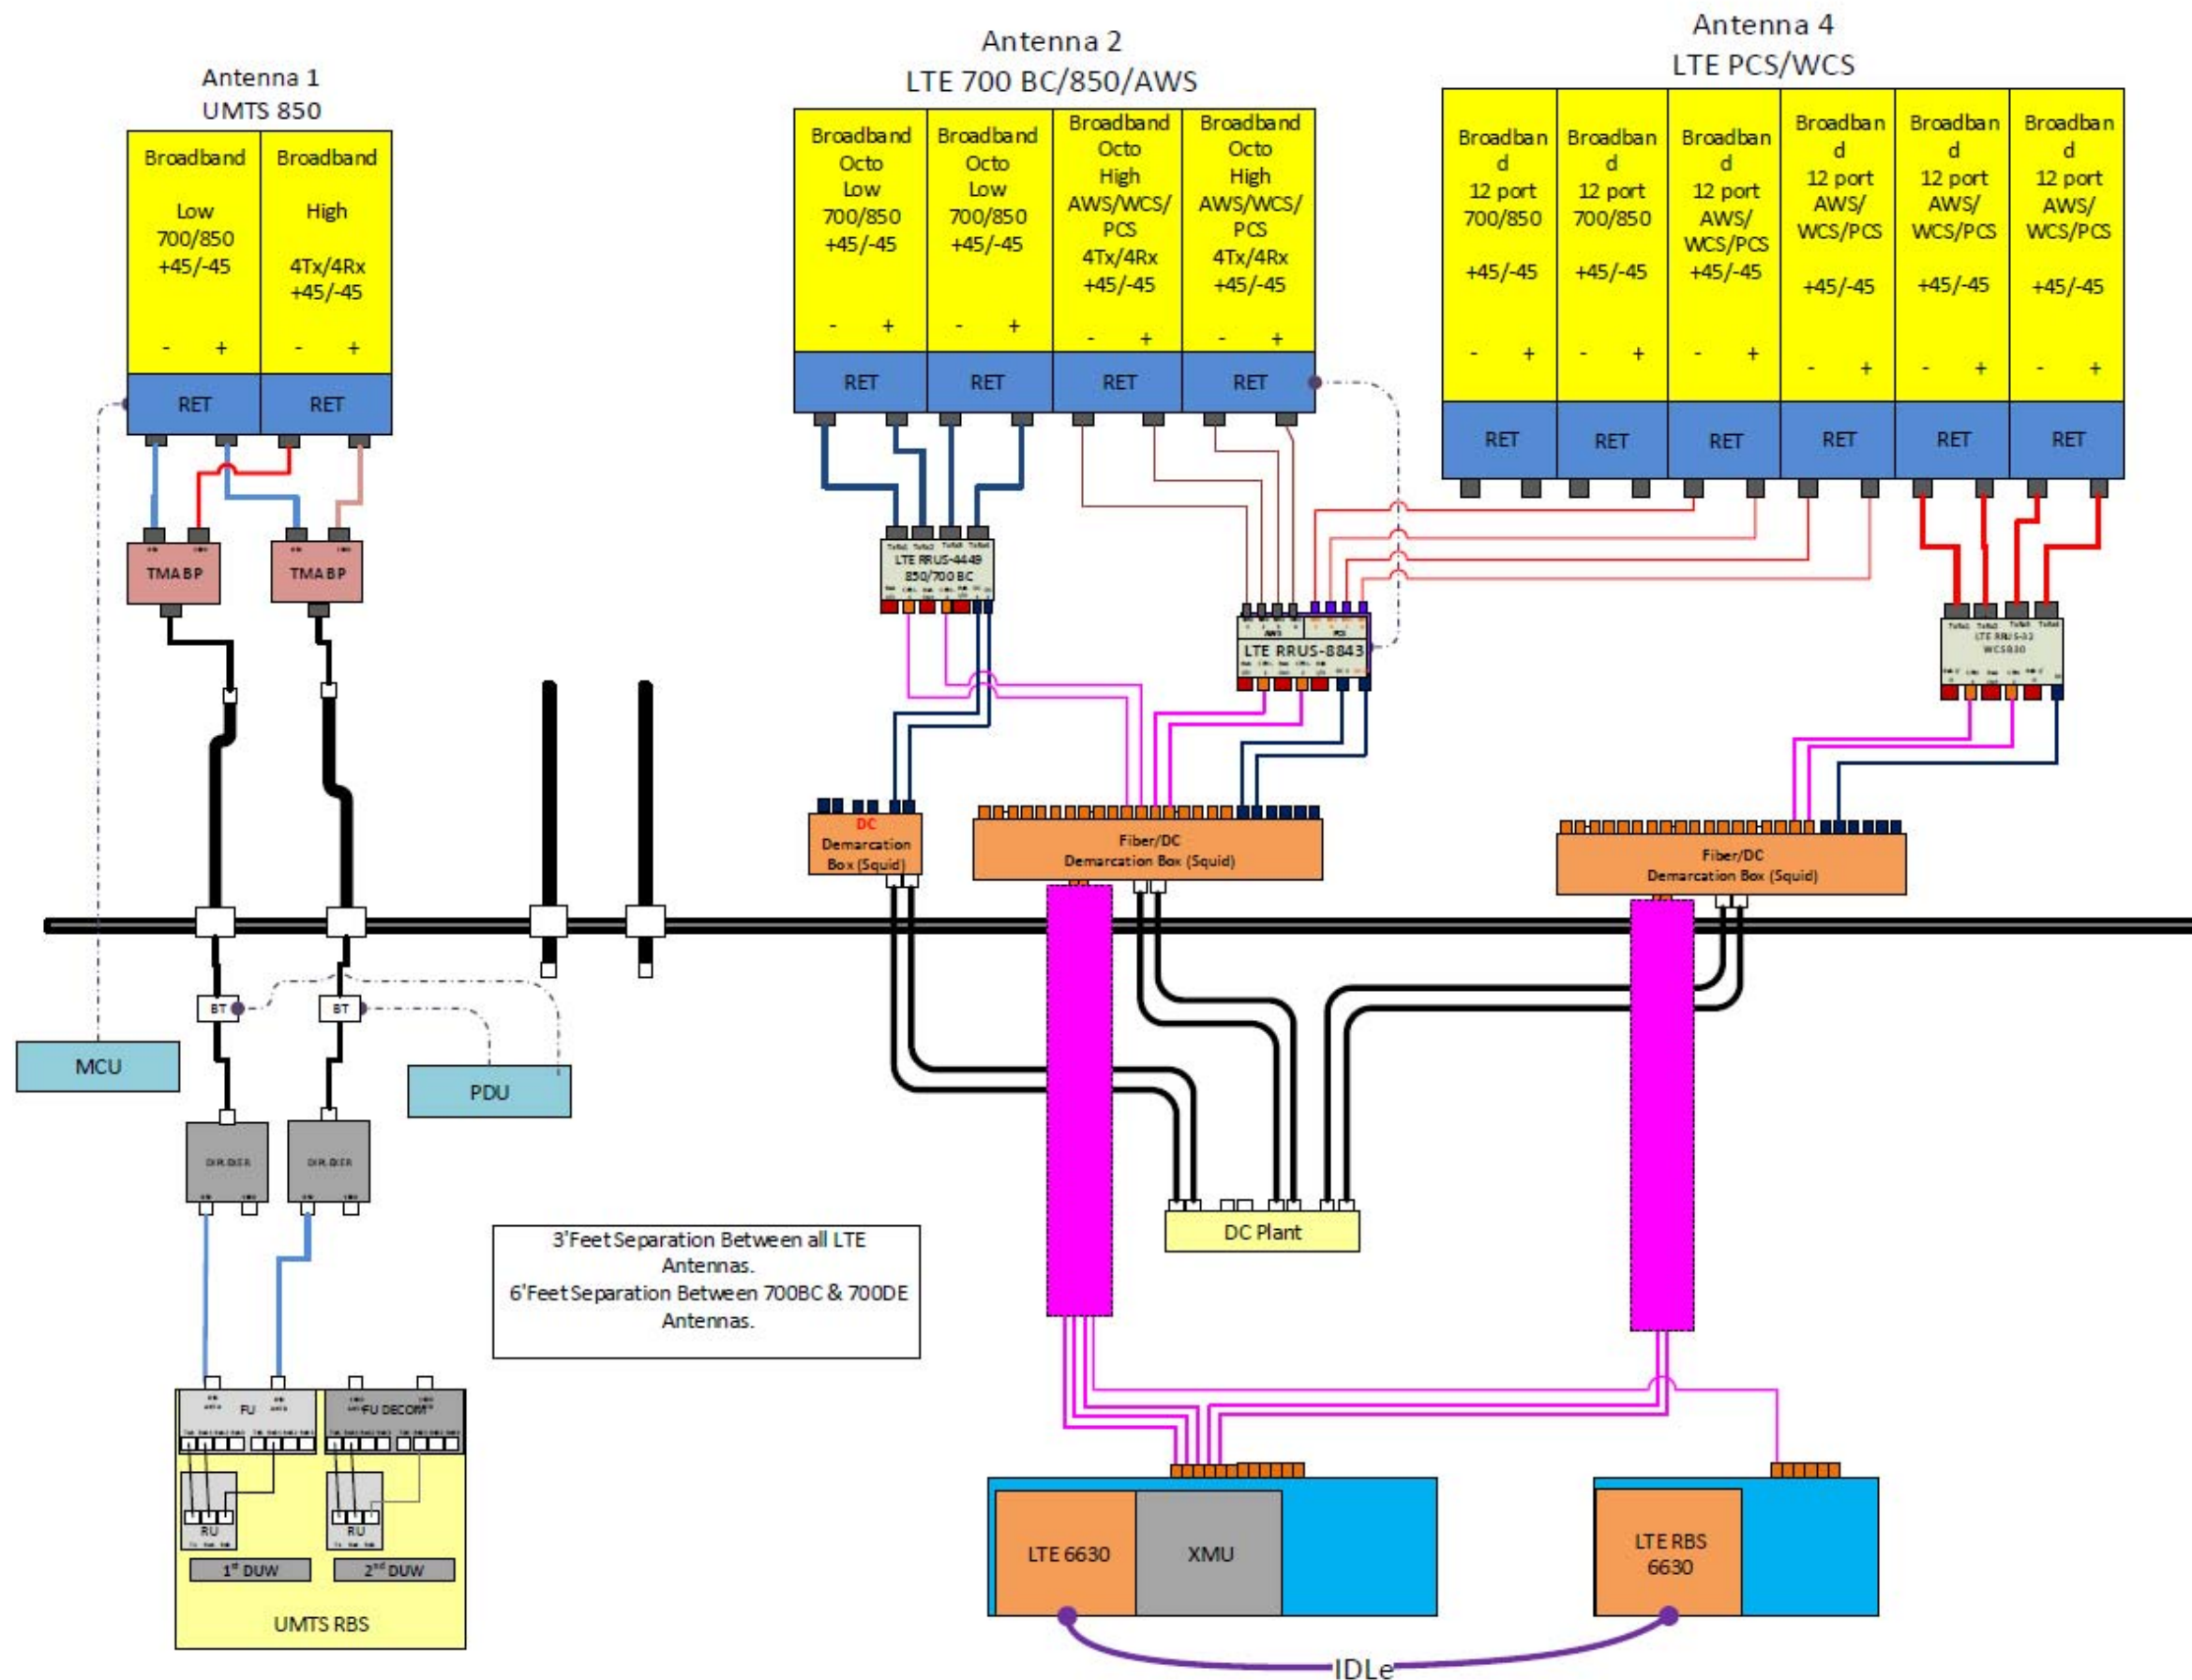 Antenna 1
UMTS 850
Antenna 2
LTE 700 BC/850/AWS
Antenna 4
LTE PCS/WCS
Broadband
Low
700/850
+45/-45
- +
Broadband
High
4Tx/4Rx
+45/-45
- +
RET
RET
Broadband
Octo
Low
700/850
+45/-45
- +
Broadband
Octo
Low
700/850
+45/-45
- +
Broadband
Octo
High
AWS/WCS/
PCS
4Tx/4Rx
+45/-45
- +
Broadband
Octo
High
AWS/WCS/
PCS
4Tx/4Rx
+45/-45
- +
RET
RET
RET
RET
Broadban
d
12 port
700/850
+45/-45
- +
Broadban
d
12 port
700/850
+45/-45
- +
Broadban
d
12 port
AWS/
WCS/PCS
+45/-45
- +
Broadban
d
12 port
AWS/
WCS/PCS
+45/-45
- +
Broadban
d
12 port
AWS/
WCS/PCS
+45/-45
- +
Broadban
d
12 port
AWS/
WCS/PCS
+45/-45
- +
RET
RET
RET
RET
RET
RET
TMABP
TMABP
LTE RRUS-4449
850/700 BC
AWS PCS
LTE RRUS-8843
LTE RRUS-32
DC
Demarcation
Box (Squid)
Fiber/DC
Demarcation Box (Squid)
Fiber/DC
Demarcation Box (Squid)
BT
BT
MCU
PDU
DIPLEXER
DIPLEXER
DC Plant
3'Feet Separation Between all LTE
Antennas.
6'Feet Separation Between 700BC & 700DE
Antennas.
FU
FU DECOM
RU
RU
1st DUW
2nd DUW
UMTS RBS
LTE 6630
XMU
LTE RBS
6630
IDLe